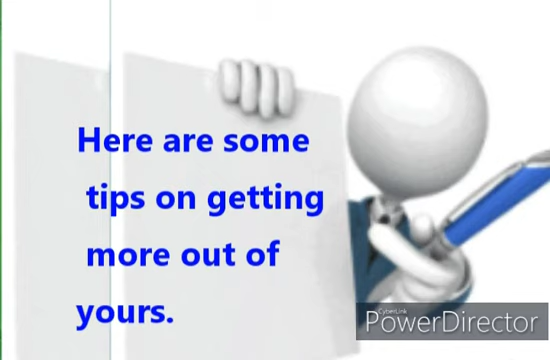 Here are some
tips on getting
more out of
yours.
CyberLink
PowerDirector